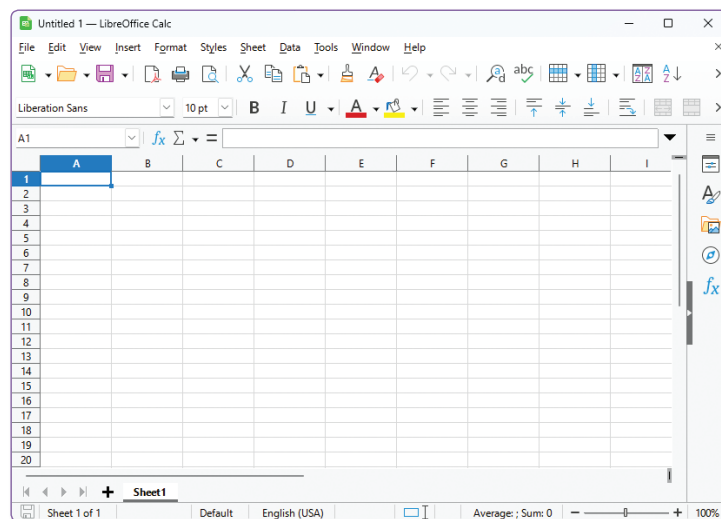 Untitled 1 — LibreOffice Calc
File Edit View Insert Format Styles Sheet Data Tools Window Help
Liberation Sans 10 pt B I U A
A1 fx Σ =
A B C D E F G H I
1
2
3
4
5
6
7
8
9
10
11
12
13
14
15
16
17
18
19
20
Sheet1
Sheet 1 of 1 Default English (USA) Average: ; Sum: 0 100%